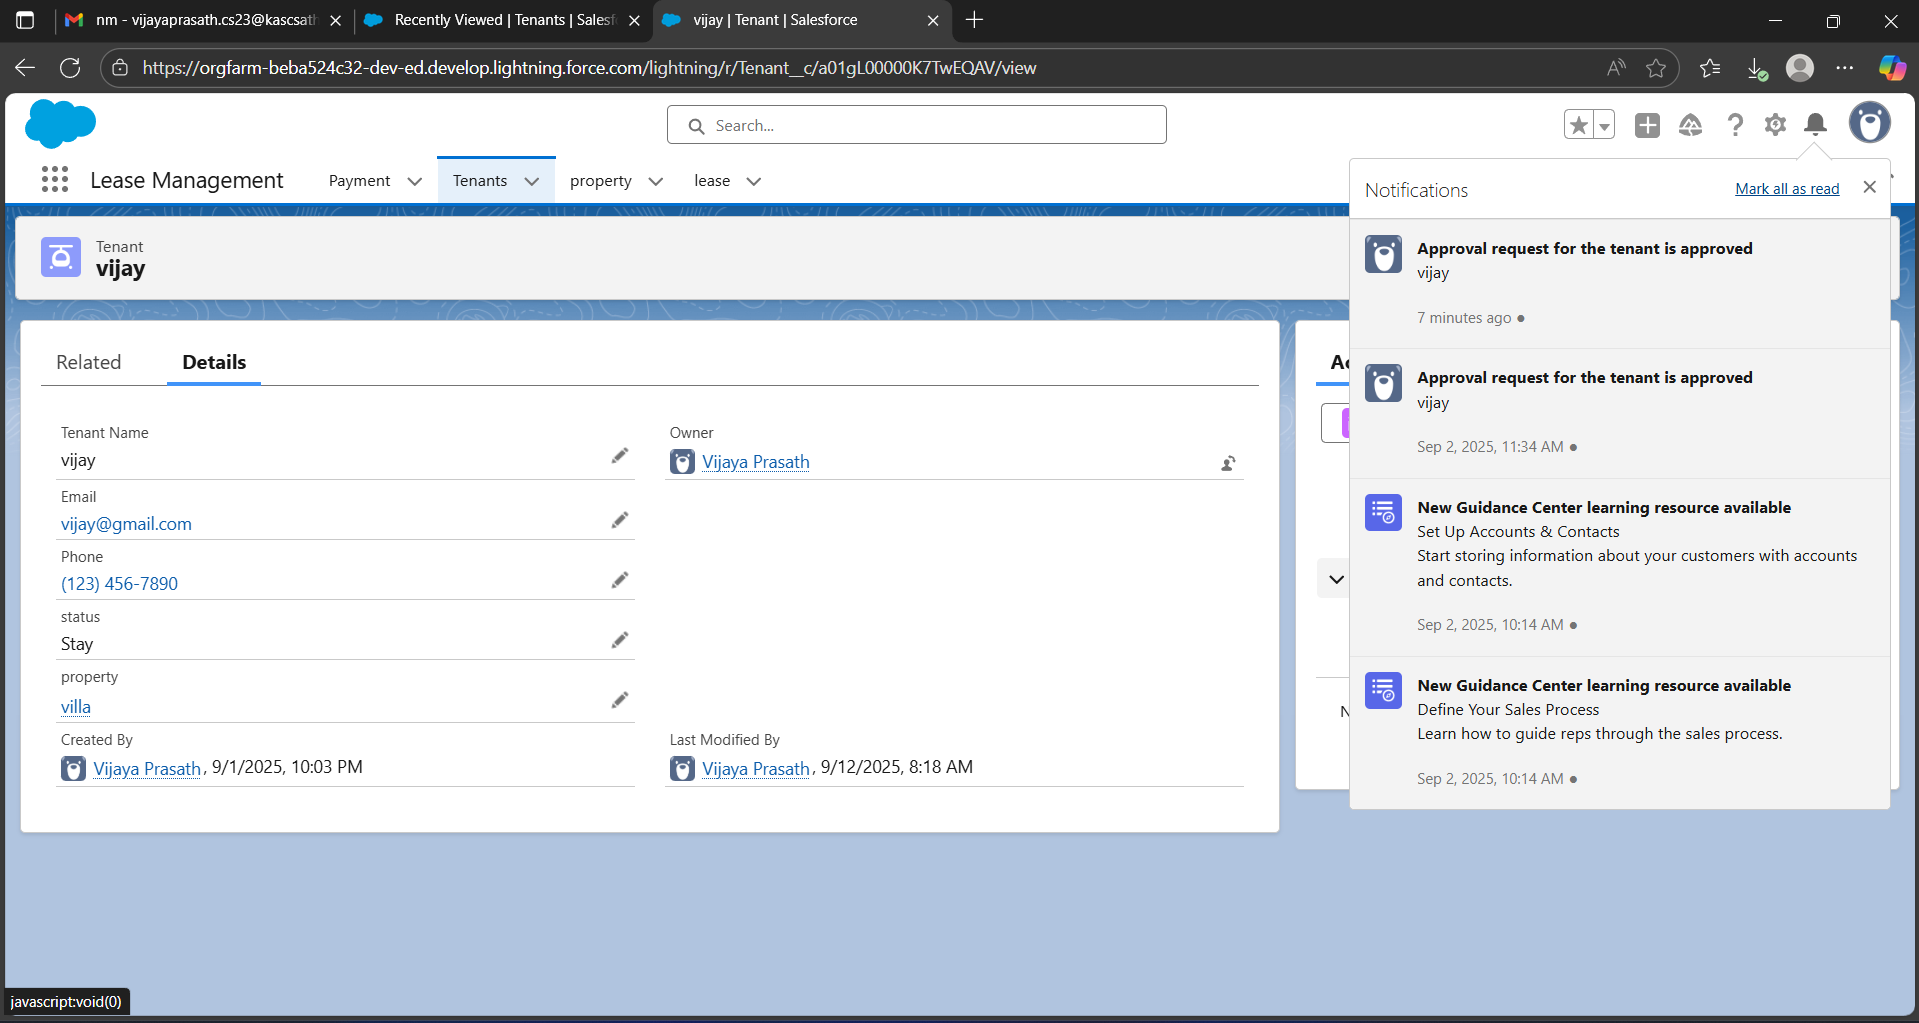 nm - vijayaprasath.cs23@kascsath
Recently Viewed | Tenants | Salesf
vijay | Tenant | Salesforce
https://orgfarm-beba524c32-dev-ed.develop.lightning.force.com/lightning/r/Tenant__c/a01gL00000K7TwEQAV/view
Search...
Lease Management
Payment
Tenants
property
lease
Notifications
Mark all as read
Tenant
vijay
Approval request for the tenant is approved
vijay
7 minutes ago
Approval request for the tenant is approved
vijay
Sep 2, 2025, 11:34 AM
New Guidance Center learning resource available
Set Up Accounts & Contacts
Start storing information about your customers with accounts
and contacts.
Sep 2, 2025, 10:14 AM
New Guidance Center learning resource available
Define Your Sales Process
Learn how to guide reps through the sales process.
Sep 2, 2025, 10:14 AM
Related
Details
Tenant Name
vijay
Owner
Vijaya Prasath
Email
vijay@gmail.com
Phone
(123) 456-7890
status
Stay
property
villa
Created By
Vijaya Prasath, 9/1/2025, 10:03 PM
Last Modified By
Vijaya Prasath, 9/12/2025, 8:18 AM
javascript:void(0)